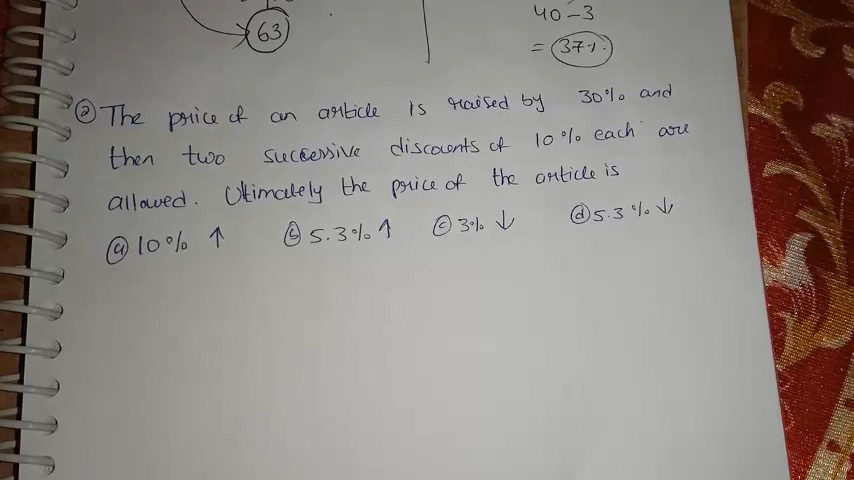 63
40-3
= 37%
② The price of an article is raised by 30% and
then two successive discounts of 10% each are
allowed. Ultimately the price of the article is
ⓐ 10% ↑ ⓑ 5.3% ↑ ⓒ 3% ↓ ⓓ 5.3% ↓